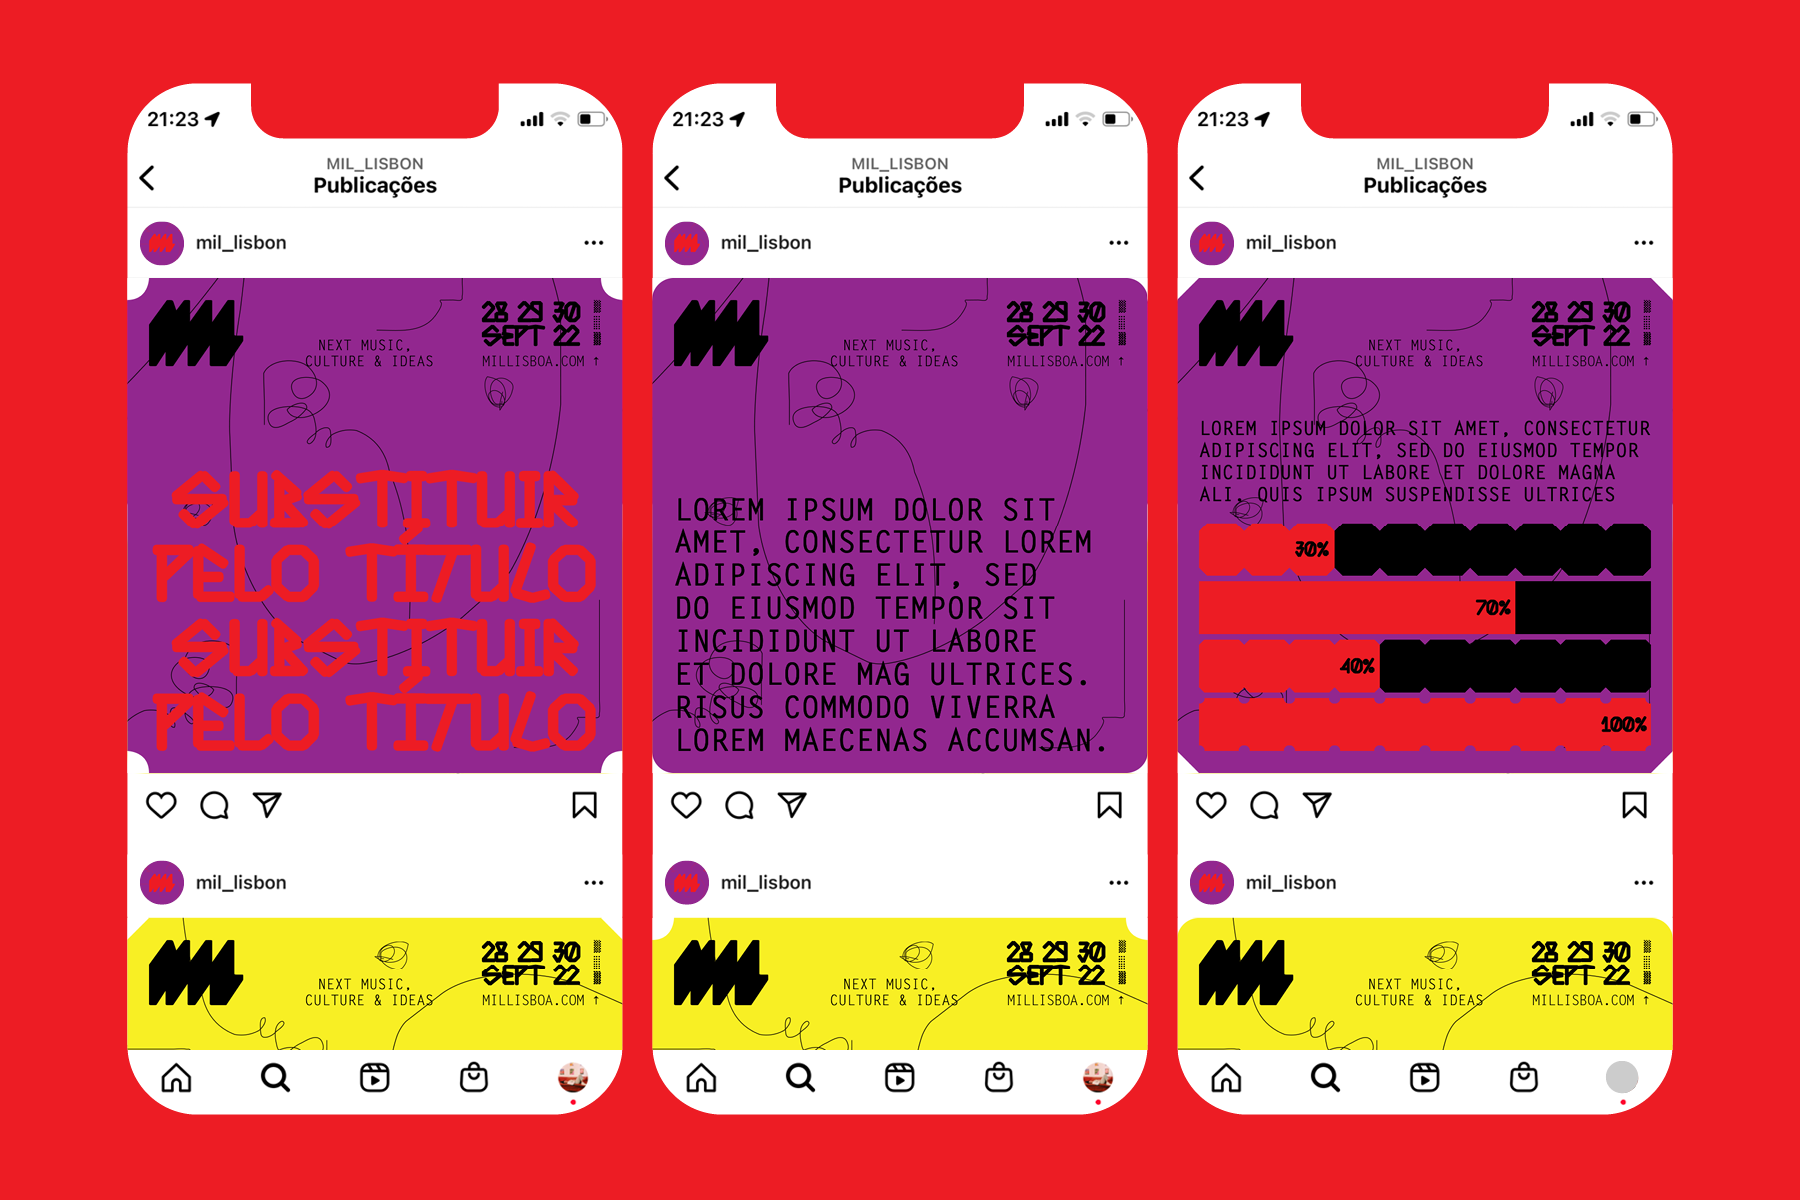 21:23
MIL_LISBON
Publicações
mil_lisbon
MIL
NEXT MUSIC,
CULTURE & IDEAS
28 29 30
SEPT 22
MILLISBOA.COM ↑
SUBSTITUIR
PELO TÍTULO
SUBSTITUIR
PELO TÍTULO
mil_lisbon
MIL
NEXT MUSIC,
CULTURE & IDEAS
28 29 30
SEPT 22
MILLISBOA.COM ↑
21:23
MIL_LISBON
Publicações
mil_lisbon
MIL
NEXT MUSIC,
CULTURE & IDEAS
28 29 30
SEPT 22
MILLISBOA.COM ↑
LOREM IPSUM DOLOR SIT
AMET, CONSECTETUR LOREM
ADIPISCING ELIT, SED
DO EIUSMOD TEMPOR SIT
INCIDIDUNT UT LABORE
ET DOLORE MAG ULTRICES.
RISUS COMMODO VIVERRA
LOREM MAECENAS ACCUMSAN.
mil_lisbon
MIL
NEXT MUSIC,
CULTURE & IDEAS
28 29 30
SEPT 22
MILLISBOA.COM ↑
21:23
MIL_LISBON
Publicações
mil_lisbon
MIL
NEXT MUSIC,
CULTURE & IDEAS
28 29 30
SEPT 22
MILLISBOA.COM ↑
LOREM IPSUM DOLOR SIT AMET, CONSECTETUR
ADIPISCING ELIT, SED DO EIUSMOD TEMPOR
INCIDIDUNT UT LABORE ET DOLORE MAGNA
ALI. QUIS IPSUM SUSPENDISSE ULTRICES
30%
70%
40%
100%
mil_lisbon
MIL
NEXT MUSIC,
CULTURE & IDEAS
28 29 30
SEPT 22
MILLISBOA.COM ↑